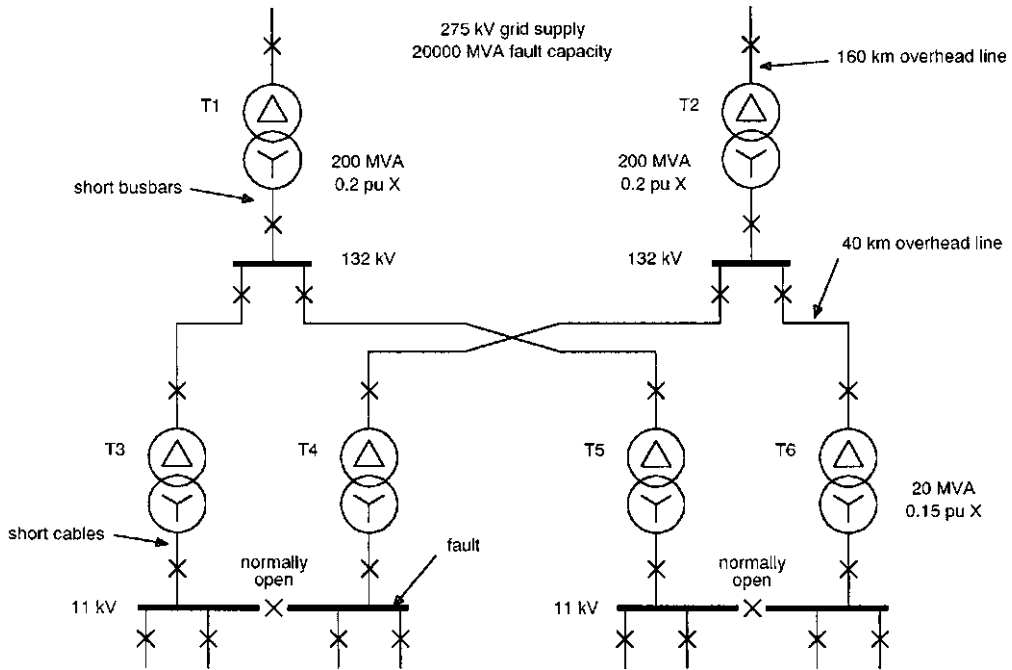 275 kV grid supply
20000 MVA fault capacity
160 km overhead line
T1
T2
200 MVA
0.2 pu X
200 MVA
0.2 pu X
short busbars
40 km overhead line
132 kV
132 kV
T3
T4
T5
T6
20 MVA
0.15 pu X
short cables
fault
normally
open
normally
open
11 kV
11 kV